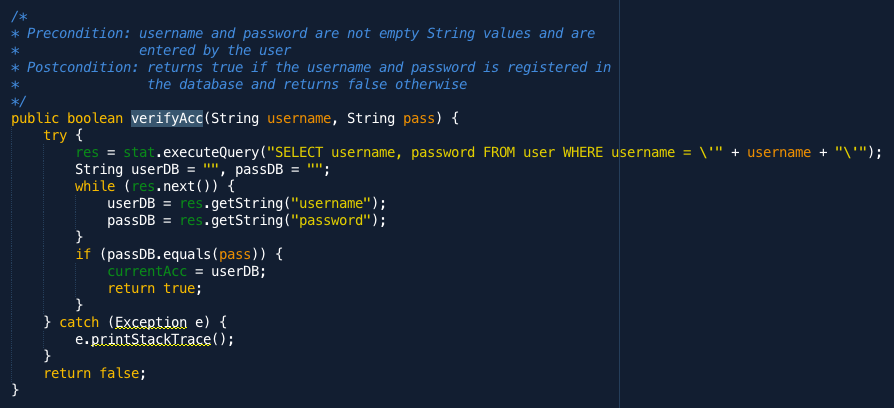 /*
* Precondition: username and password are not empty String values and are
*               entered by the user
* Postcondition: returns true if the username and password is registered in
*                the database and returns false otherwise
*/
public boolean verifyAcc(String username, String pass) {
    try {
        res = stat.executeQuery("SELECT username, password FROM user WHERE username = \'" + username + "\'");
        String userDB = "", passDB = "";
        while (res.next()) {
            userDB = res.getString("username");
            passDB = res.getString("password");
        }
        if (passDB.equals(pass)) {
            currentAcc = userDB;
            return true;
        }
    } catch (Exception e) {
        e.printStackTrace();
    }
    return false;
}